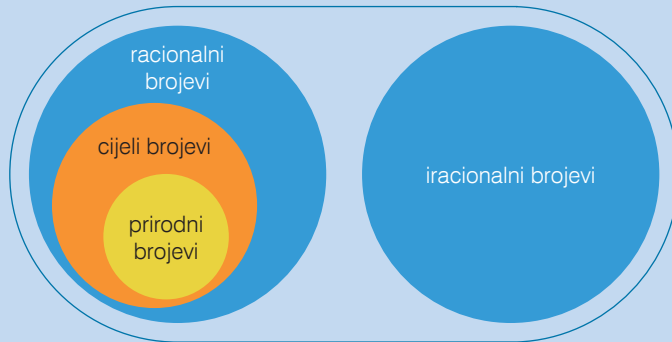 racionalni
brojevi
cijeli brojevi
prirodni
brojevi
iracionalni brojevi